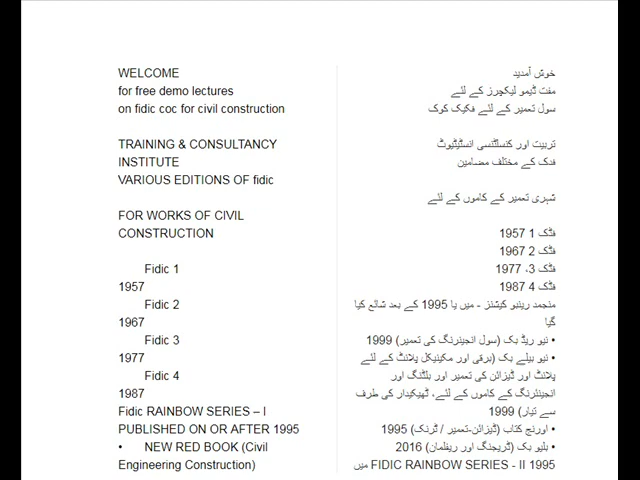 WELCOME
for free demo lectures
on fidic coc for civil construction
TRAINING & CONSULTANCY
INSTITUTE
VARIOUS EDITIONS OF fidic
FOR WORKS OF CIVIL
CONSTRUCTION
Fidic 1
1957
Fidic 2
1967
Fidic 3
1977
Fidic 4
1987
Fidic RAINBOW SERIES – I
PUBLISHED ON OR AFTER 1995
• NEW RED BOOK (Civil
Engineering Construction)
خوش آمدید
مفت ڈیمو لیکچرز کے لئے
سول تعمیر کے لئے فکیک کوک
تربیت اور کنسلٹنسی انسٹیٹیوٹ
فدک کے مختلف مضامین
شہری تعمیر کے کاموں کے لئے
فڈک 1 1957
فڈک 2 1967
فڈک 3، 1977
فڈک 4 1987
منجمد رینبو کیشنز - میں یا 1995 کے بعد شائع کیا
گیا
• نیو ریڈ بک (سول انجینرنگ کی تعمیر) 1999
• نیو بیلے بک (برقی اور مکینیکل پلانٹ کے لئے
پلانٹ اور ڈیزائن کی تعمیر اور بلٹنگ اور
انجینئرنگ کے کاموں کے لئے، ٹھیکیدار کی طرف
سے تیار) 1999
• اورنج کتاب (ڈیزائن-تعمیر / ٹرنک) 1995
• بلیو بک (ڈریجنگ اور ریفلمان) 2016
FIDIC RAINBOW SERIES - II 1995 میں